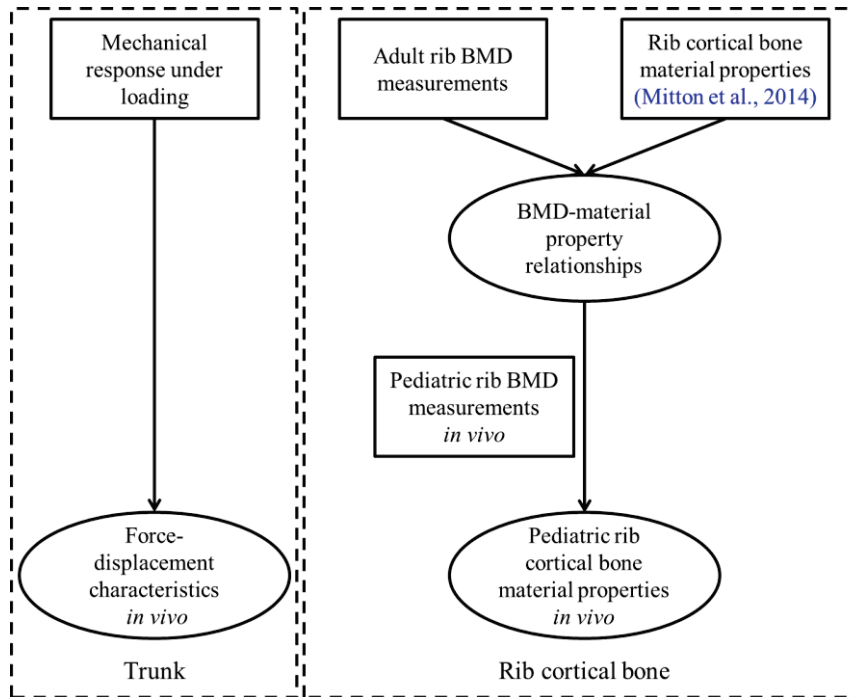 Mechanical
response under
loading
Force-
displacement
characteristics
in vivo
Trunk
Adult rib BMD
measurements
Rib cortical bone
material properties
(Mitton et al., 2014)
BMD-material
property
relationships
Pediatric rib BMD
measurements
in vivo
Pediatric rib
cortical bone
material properties
in vivo
Rib cortical bone